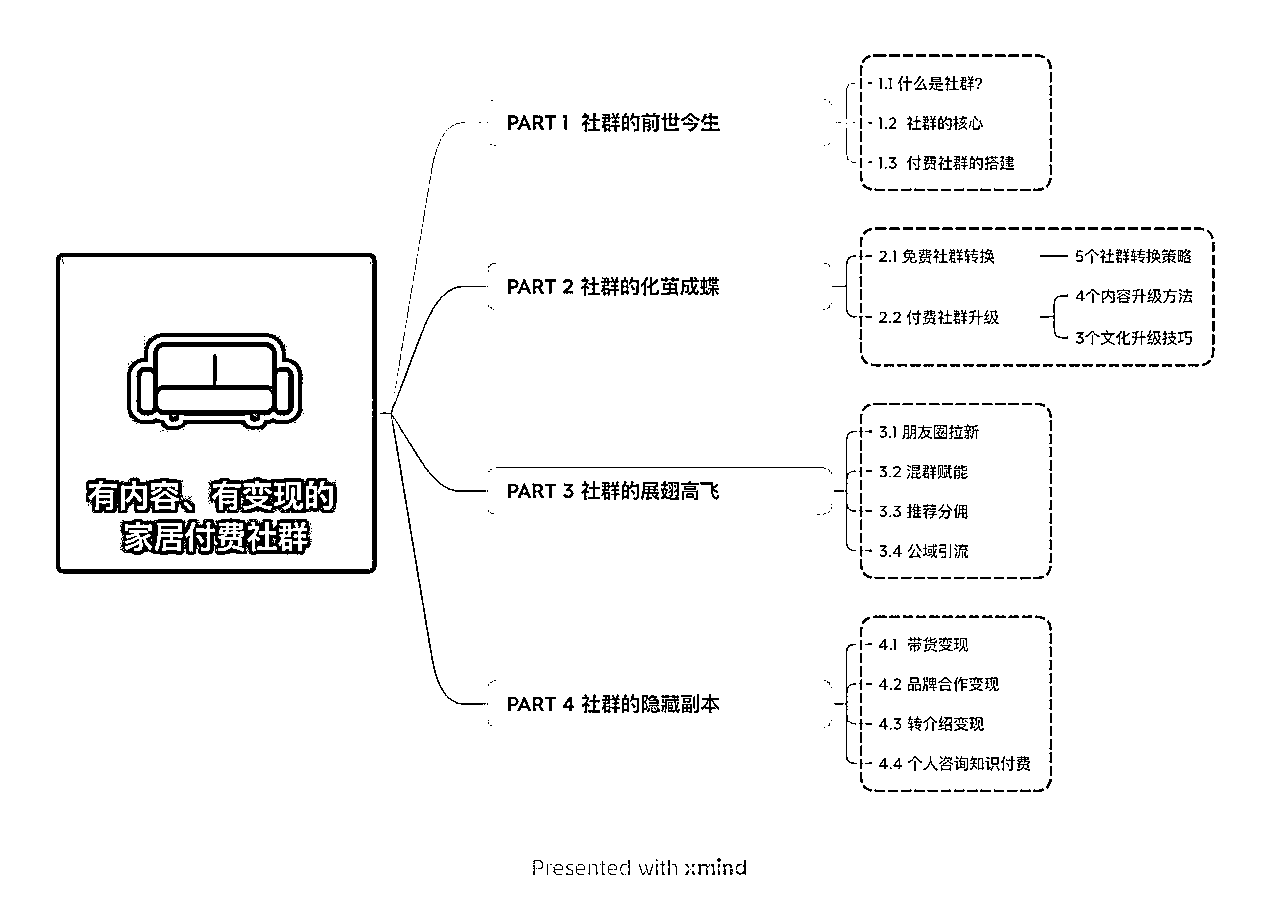 有内容、有变现的
家居付费社群
PART 1 社群的前世今生
1.1 什么是社群?
1.2 社群的核心
1.3 付费社群的搭建
PART 2 社群的化茧成蝶
2.1 免费社群转换
5个社群转换策略
2.2 付费社群升级
4个内容升级方法
3个文化升级技巧
PART 3 社群的展翅高飞
3.1 朋友圈拉新
3.2 混群赋能
3.3 推荐分佣
3.4 公域引流
PART 4 社群的隐藏副本
4.1 带货变现
4.2 品牌合作变现
4.3 转介绍变现
4.4 个人咨询知识付费
Presented with xmind